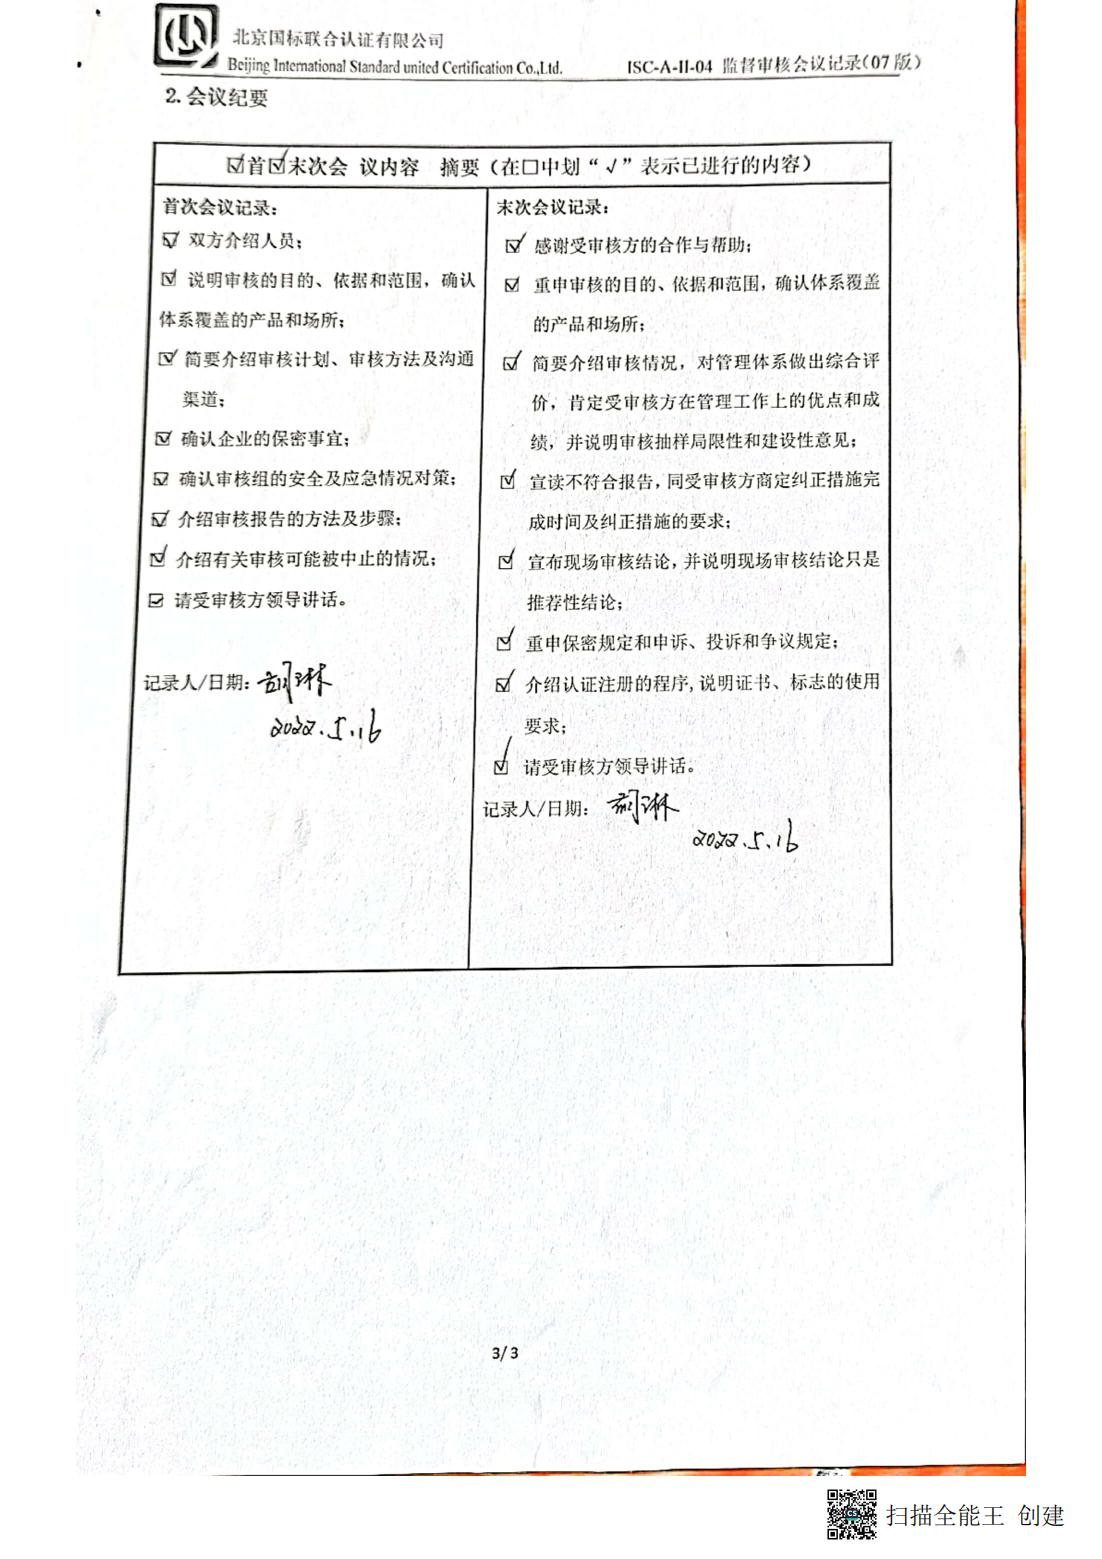 北京国标联合认证有限公司
Beijing International Standard united Certification Co.,Ltd.
ISC-A-II-04 监督审核会议记录(07版)
2.会议纪要
☑首☑末次会 议内容 摘要(在□中划“√”表示已进行的内容)
首次会议记录:
☑ 双方介绍人员;
☑ 说明审核的目的、依据和范围,确认
体系覆盖的产品和场所;
☑ 简要介绍审核计划、审核方法及沟通
渠道;
☑ 确认企业的保密事宜;
☑ 确认审核组的安全及应急情况对策;
☑ 介绍审核报告的方法及步骤;
☑ 介绍有关审核可能被中止的情况;
☑ 请受审核方领导讲话。
记录人/日期: 胡琳
2022.5.16
末次会议记录:
☑ 感谢受审核方的合作与帮助;
☑ 重申审核的目的、依据和范围,确认体系覆盖
的产品和场所;
☑ 简要介绍审核情况,对管理体系做出综合评
价,肯定受审核方在管理工作上的优点和成
绩,并说明审核抽样局限性和建设性意见;
☑ 宣读不符合报告,同受审核方商定纠正措施完
成时间及纠正措施的要求;
☑ 宣布现场审核结论,并说明现场审核结论只是
推荐性结论;
☑ 重申保密规定和申诉、投诉和争议规定;
☑ 介绍认证注册的程序,说明证书、标志的使用
要求;
☑ 请受审核方领导讲话。
记录人/日期: 胡琳
2022.5.16
3/3
扫描全能王 创建